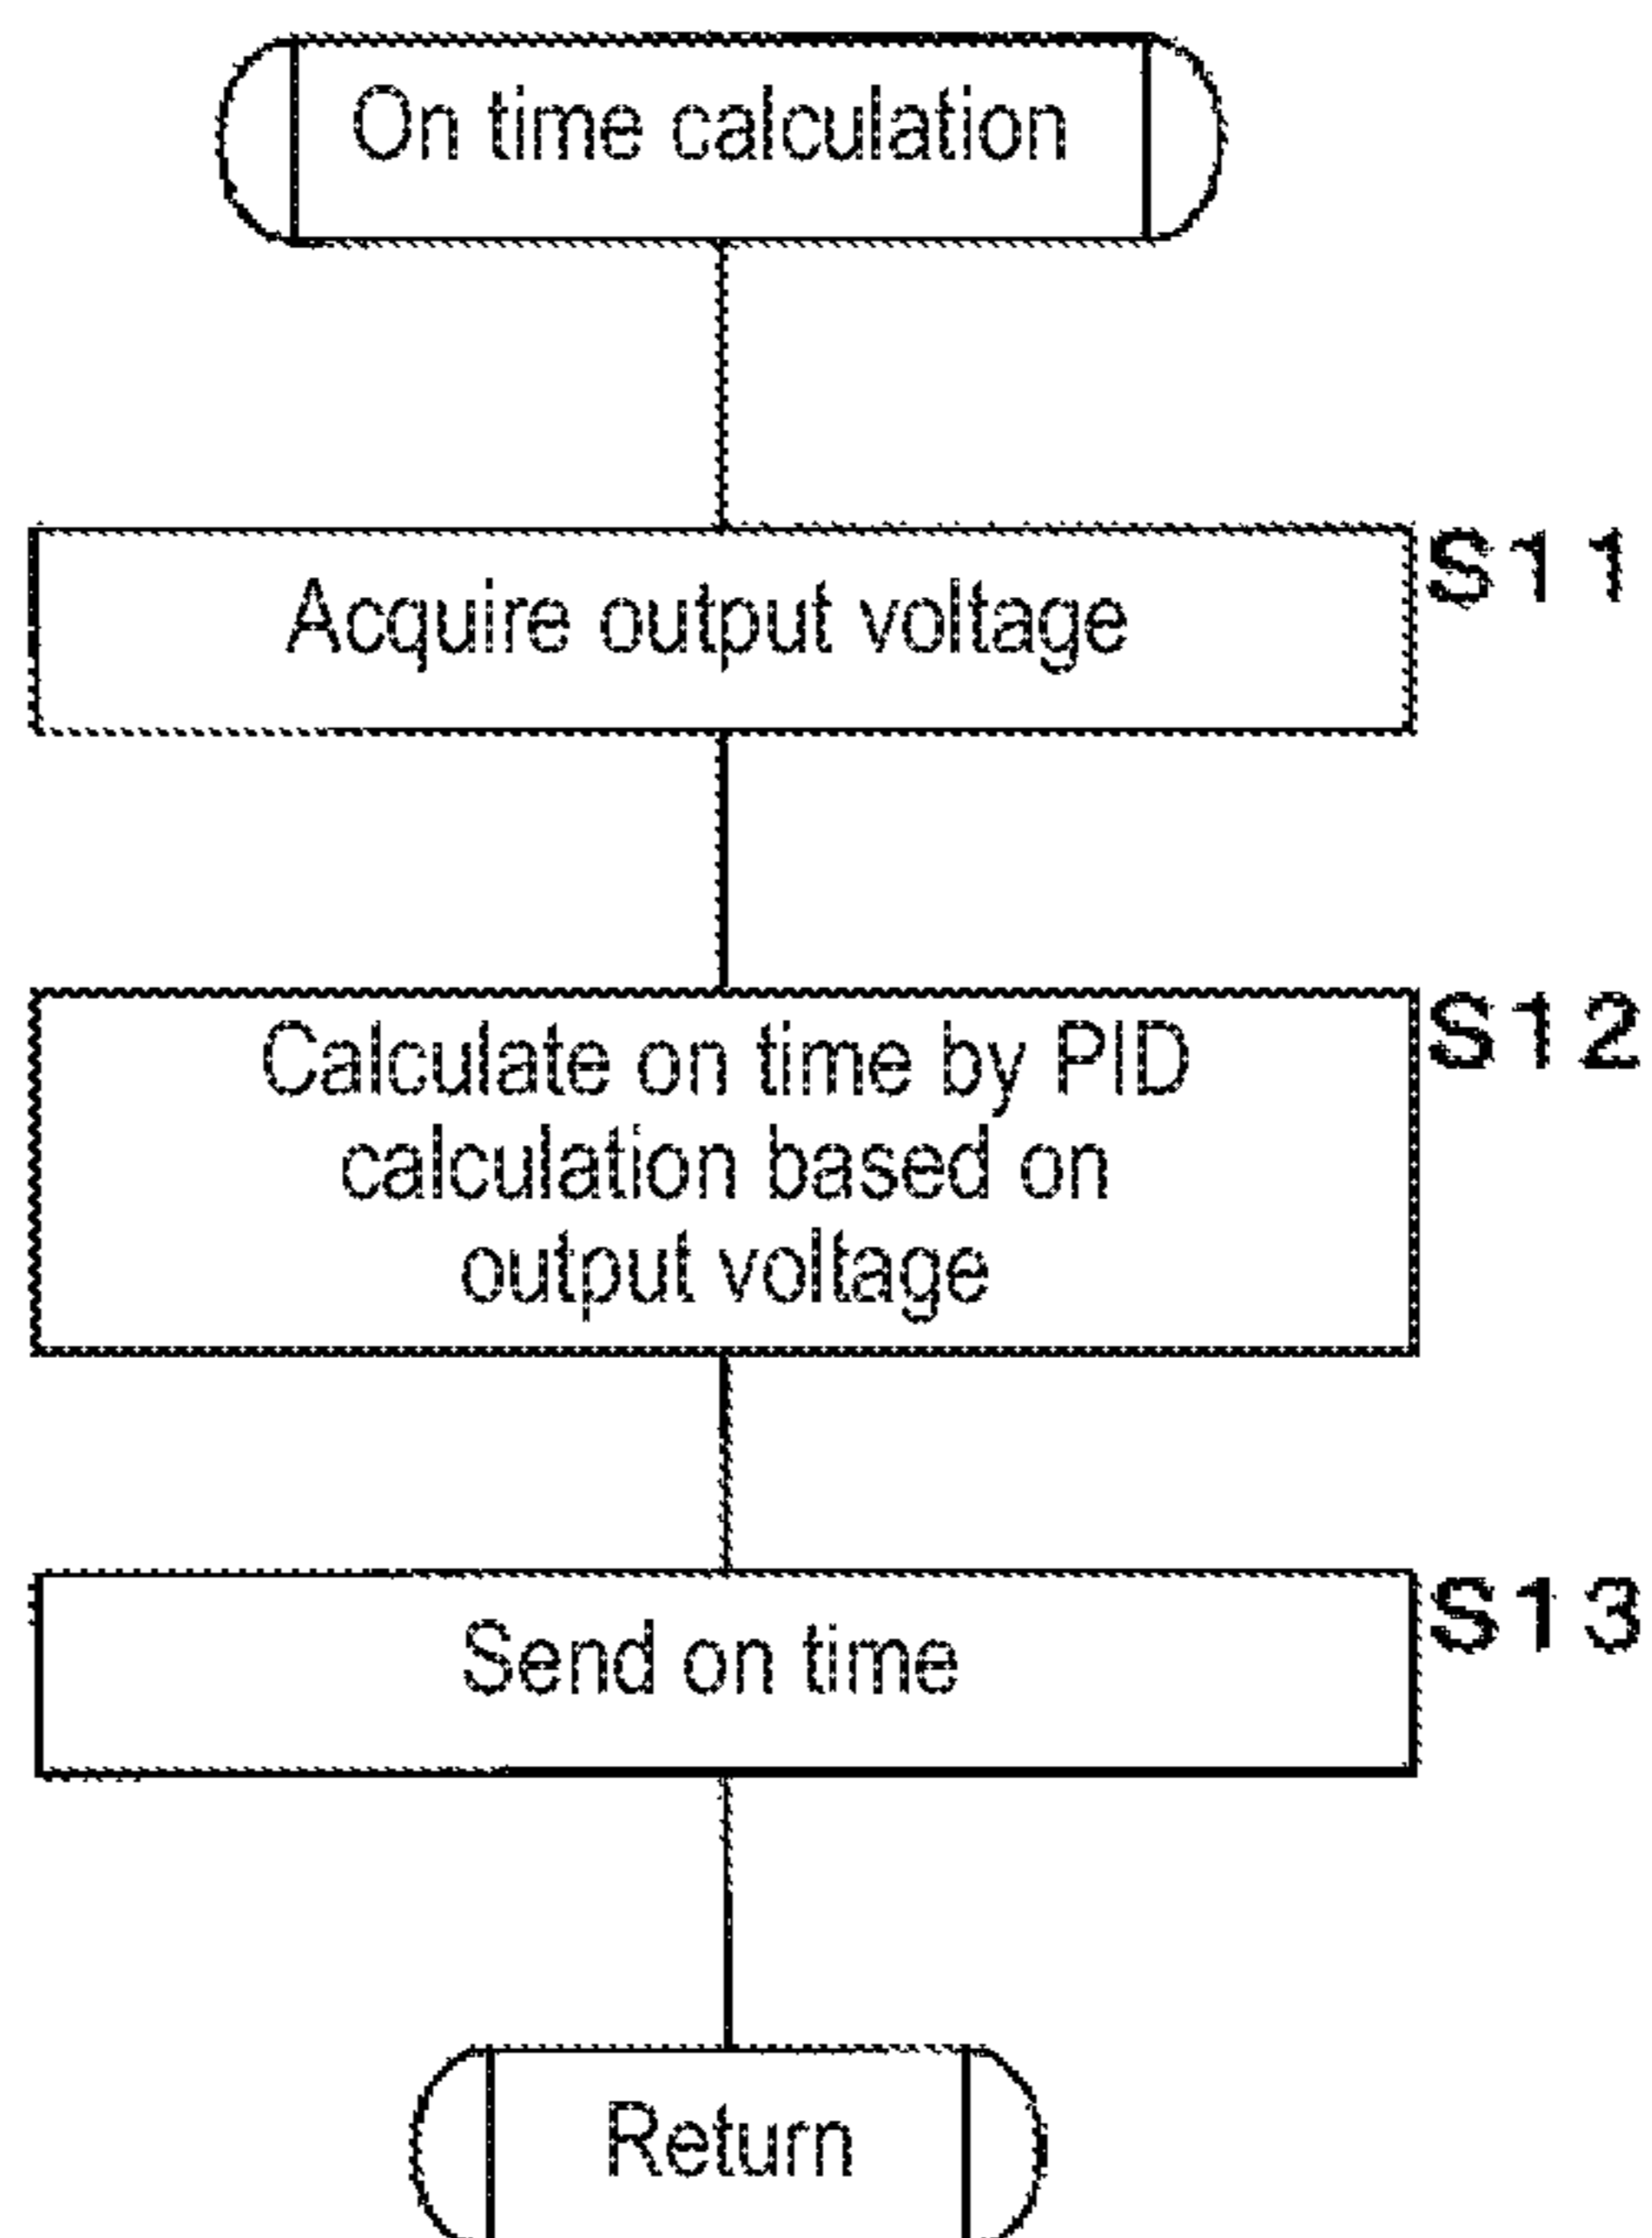 On time calculation
Acquire output voltage
S11
Calculate on time by PID
calculation based on
output voltage
S12
Send on time
S13
Return